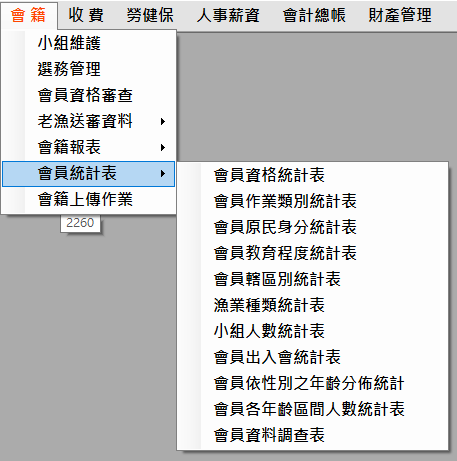 會 籍 收 費 勞健保 人事薪資 會計總帳 財產管理
小組維護
選務管理
會員資格審查
老漁送審資料
會籍報表
會員統計表
會籍上傳作業
2260
會員資格統計表
會員作業類別統計表
會員原民身分統計表
會員教育程度統計表
會員轄區別統計表
漁業種類統計表
小組人數統計表
會員出入會統計表
會員依性別之年齡分佈統計
會員各年齡區間人數統計表
會員資料調查表